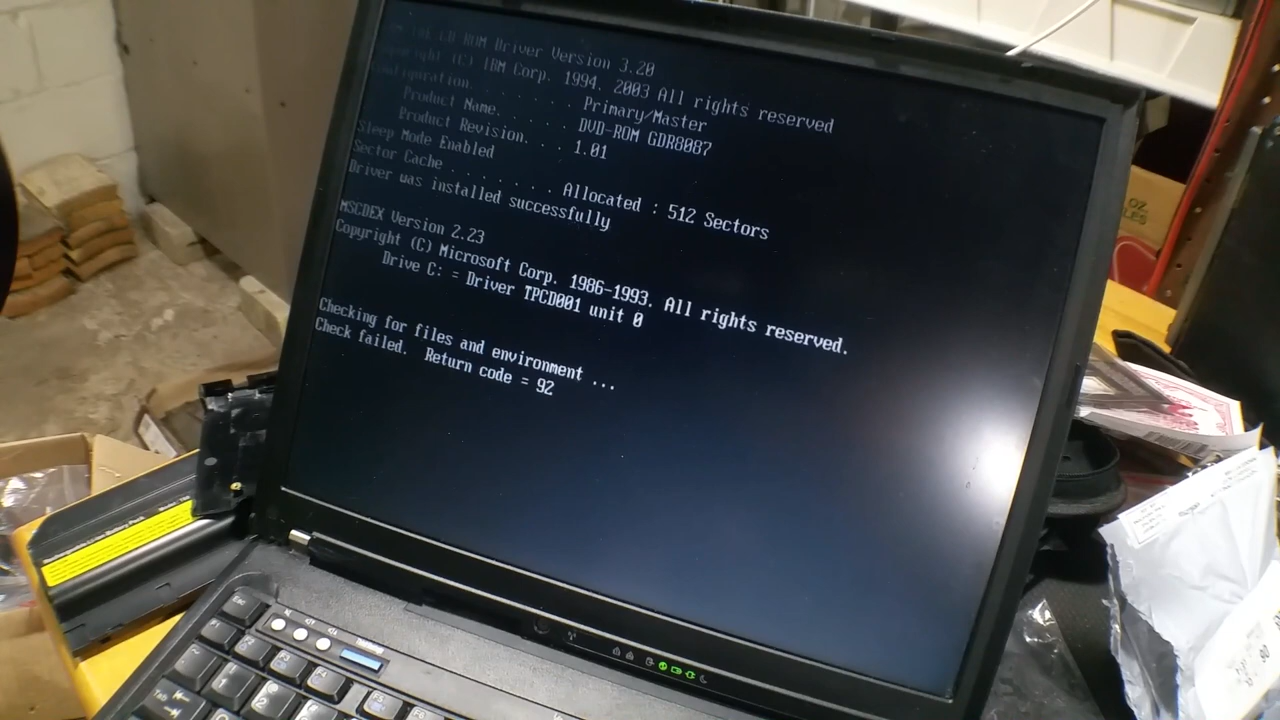 CD-ROM Driver Version 3.20
(C) IBM Corp. 1994, 2003 All rights reserved
. . . . . . . . Primary/Master
Product Name. . . . . . DVD-ROM GDR8087
Product Revision. . . . 1.01
Sleep Mode Enabled
Sector Cache . . . . . . . . Allocated : 512 Sectors
Driver was installed successfully
MSCDEX Version 2.23
Copyright (C) Microsoft Corp. 1986-1993. All rights reserved.
Drive C: = Driver TPCD001 unit 0
Checking for files and environment ...
Check failed. Return code = 92
Esc
Tab
OZ